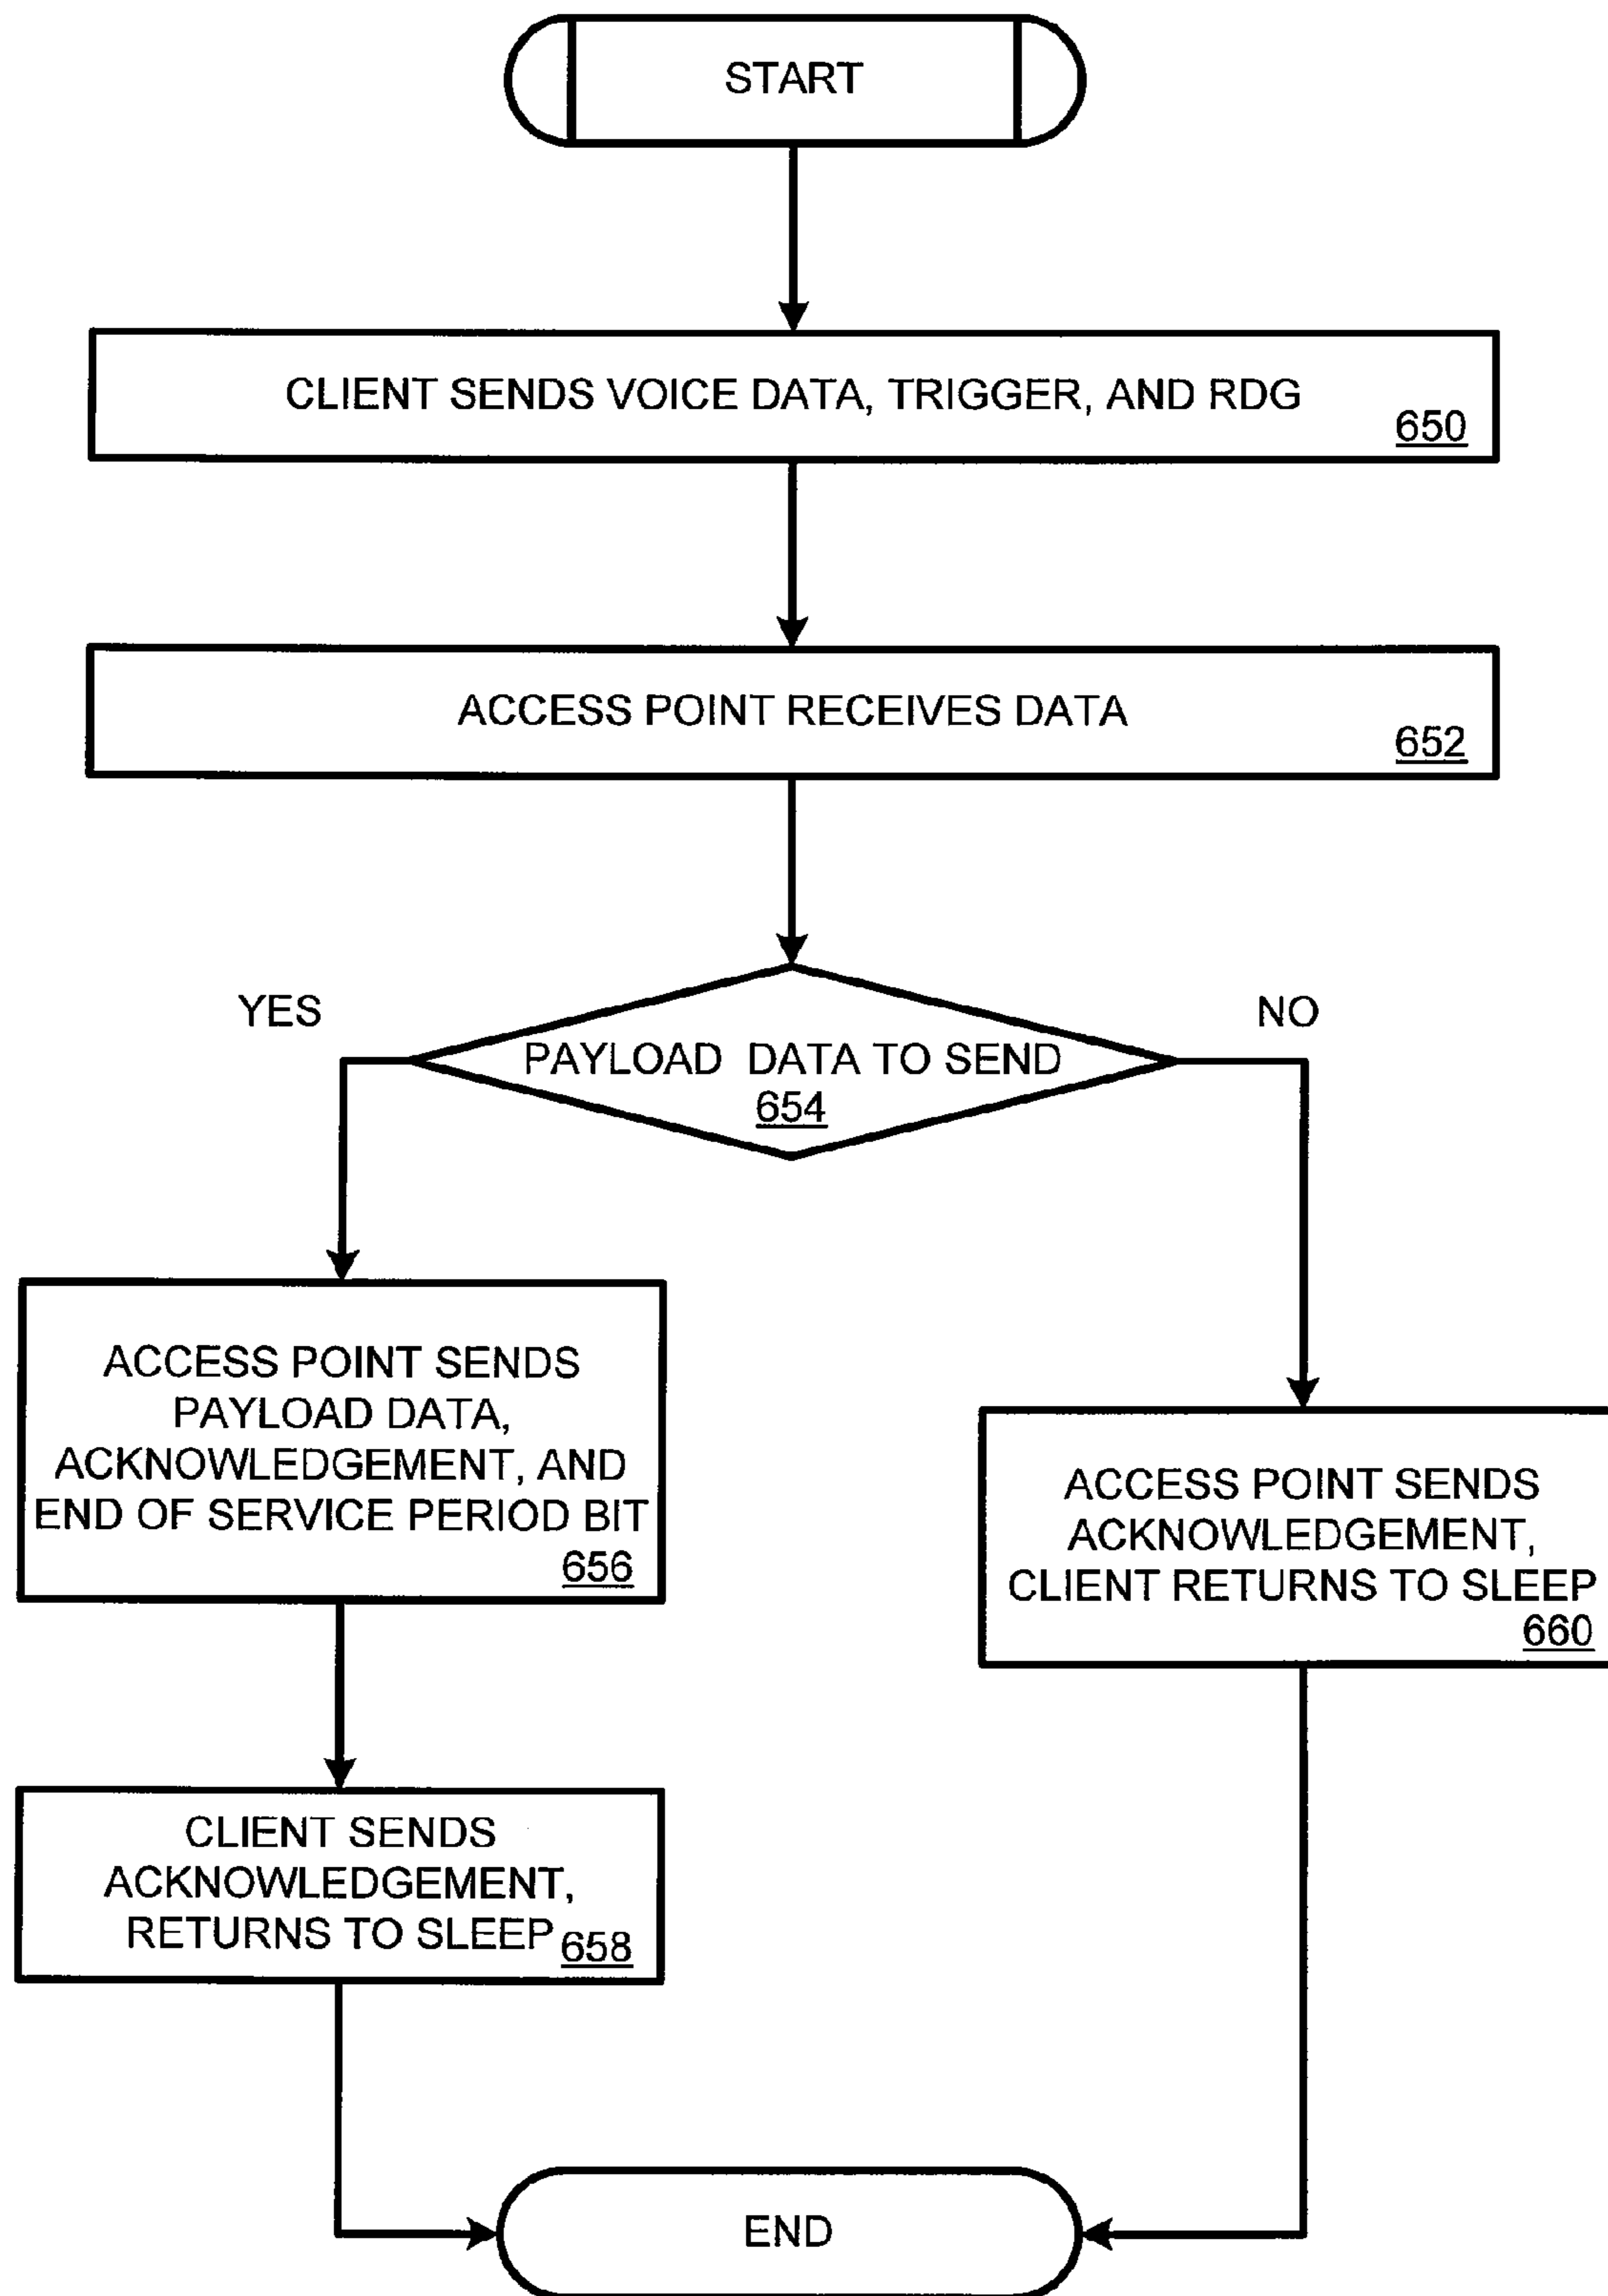 START
CLIENT SENDS VOICE DATA, TRIGGER, AND RDG
650
ACCESS POINT RECEIVES DATA
652
YES
NO
PAYLOAD DATA TO SEND
654
ACCESS POINT SENDS
PAYLOAD DATA,
ACKNOWLEDGEMENT, AND
END OF SERVICE PERIOD BIT
656
ACCESS POINT SENDS
ACKNOWLEDGEMENT,
CLIENT RETURNS TO SLEEP
660
CLIENT SENDS
ACKNOWLEDGEMENT,
RETURNS TO SLEEP
658
END